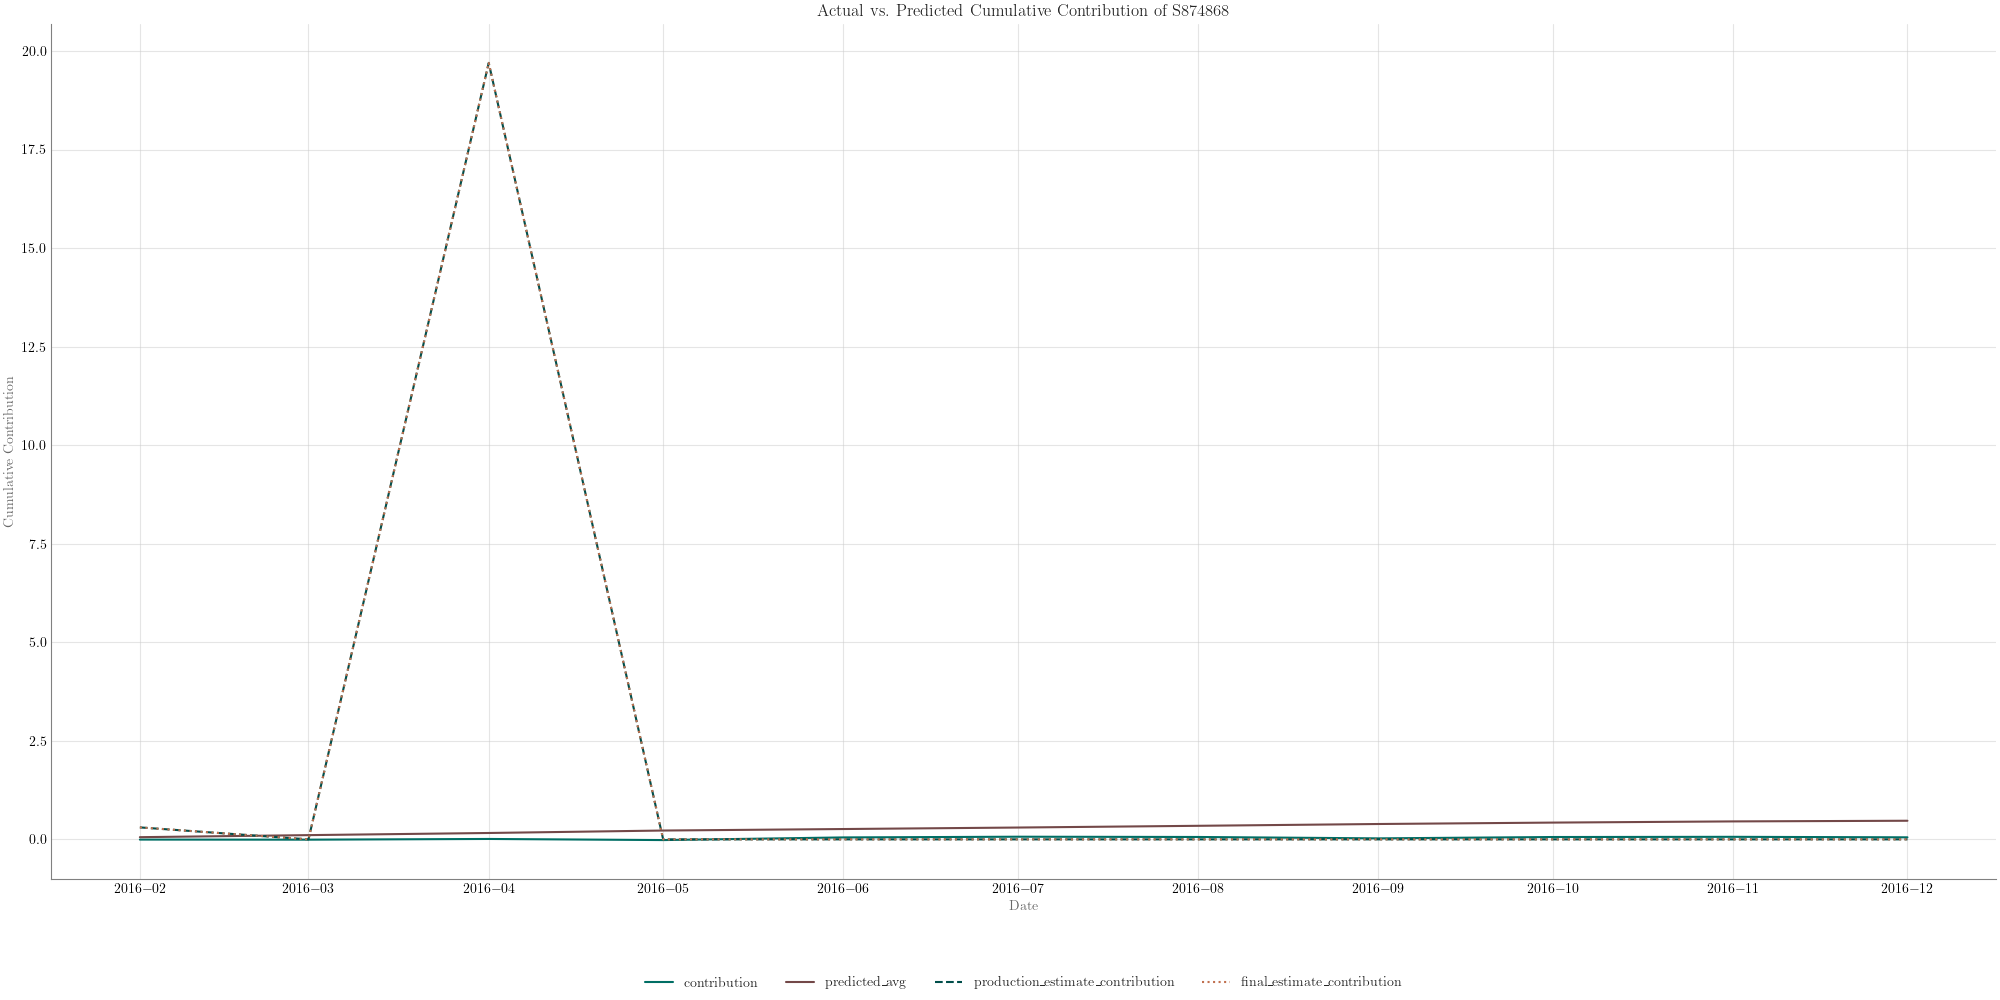 Actual vs. Predicted Cumulative Contribution of S874868
20.0
17.5
15.0
12.5
10.0
7.5
5.0
2.5
0.0
Cumulative Contribution
2016−02 2016−03 2016−04 2016−05 2016−06 2016−07 2016−08 2016−09 2016−10 2016−11 2016−12
Date
contribution predicted_avg production_estimate_contribution final_estimate_contribution